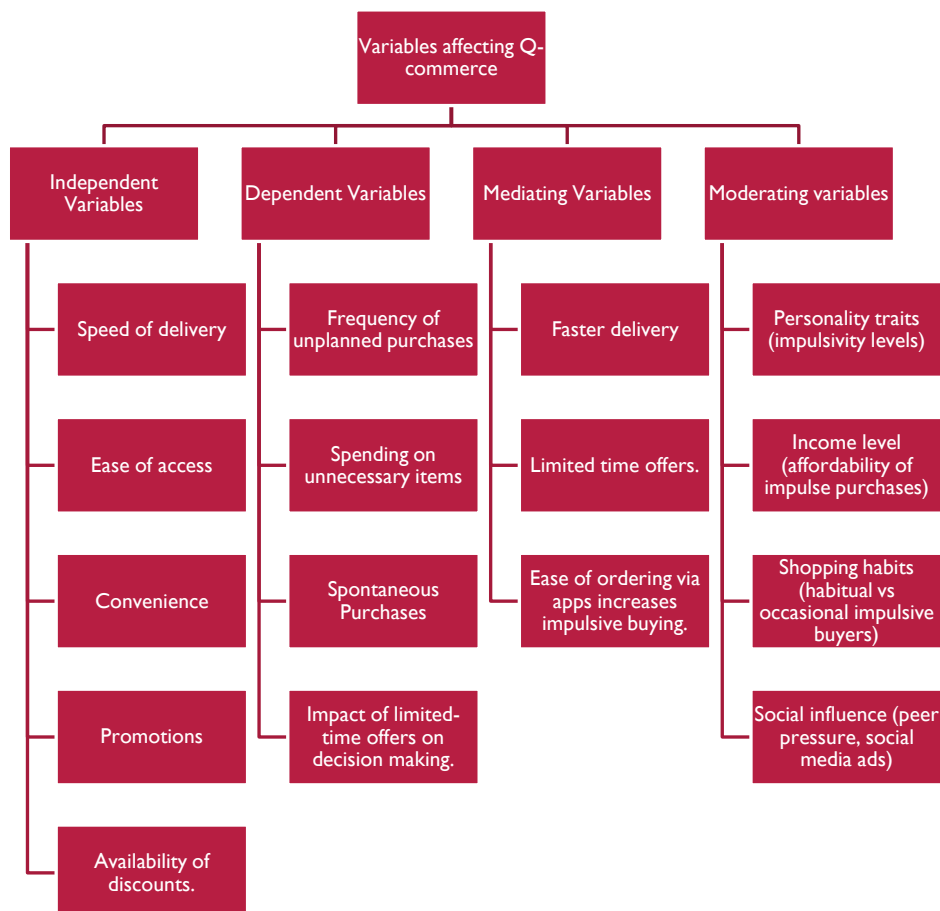 Variables affecting Q-
commerce
Independent
Variables
Speed of delivery
Ease of access
Convenience
Promotions
Availability of
discounts.
Dependent Variables
Frequency of
unplanned purchases
Spending on
unnecessary items
Spontaneous
Purchases
Impact of limited-
time offers on
decision making.
Mediating Variables
Faster delivery
Limited time offers.
Ease of ordering via
apps increases
impulsive buying.
Moderating variables
Personality traits
(impulsivity levels)
Income level
(affordability of
impulse purchases)
Shopping habits
(habitual vs
occasional impulsive
buyers)
Social influence (peer
pressure, social
media ads)